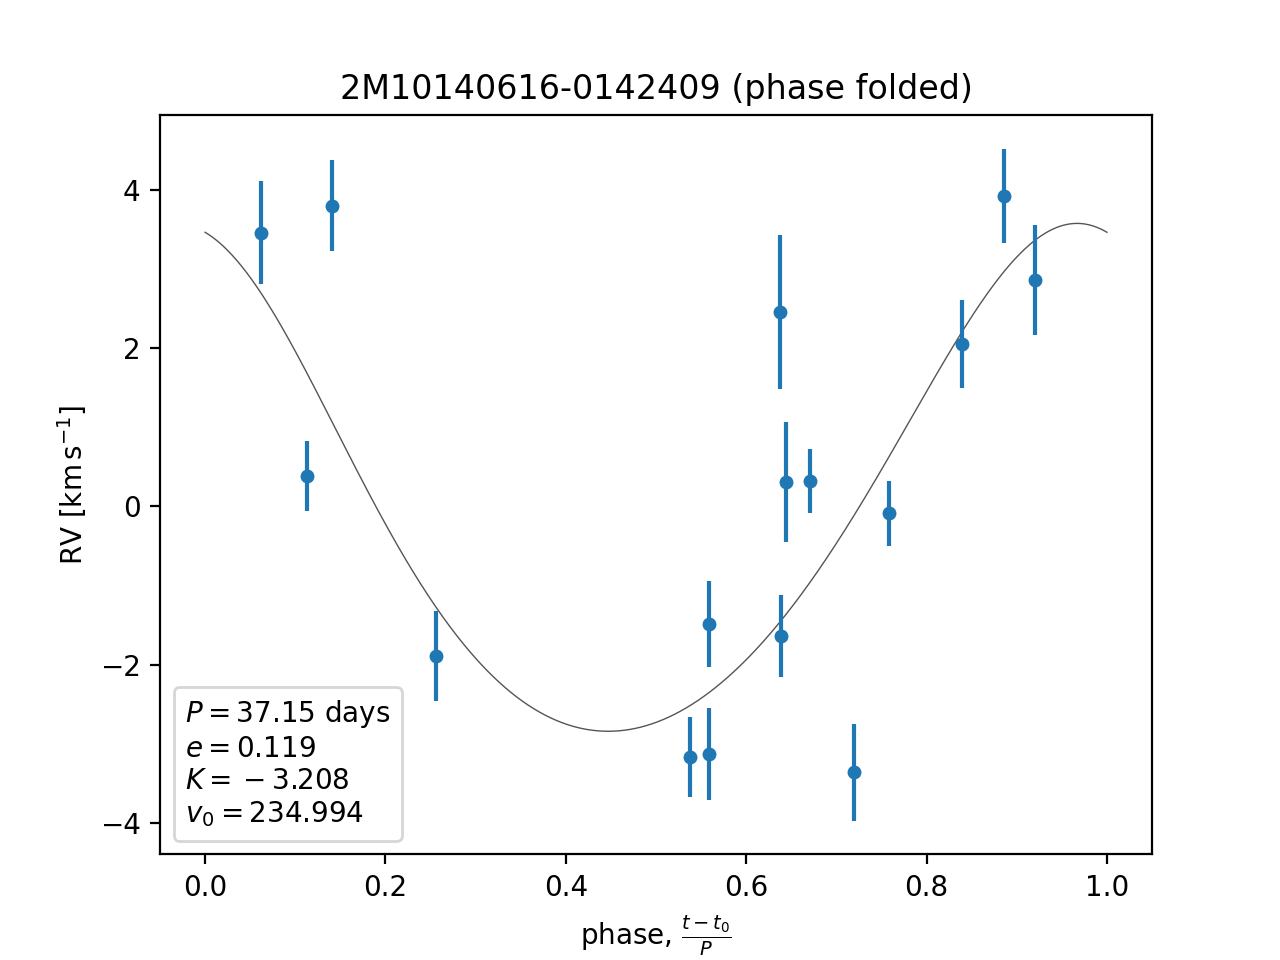 2M10140616-0142409 (phase folded)
RV [km s⁻¹]
4
2
0
−2
−4
P = 37.15 days
e = 0.119
K = − 3.208
v₀ = 234.994
0.0 0.2 0.4 0.6 0.8 1.0
phase, (t − t₀)/P